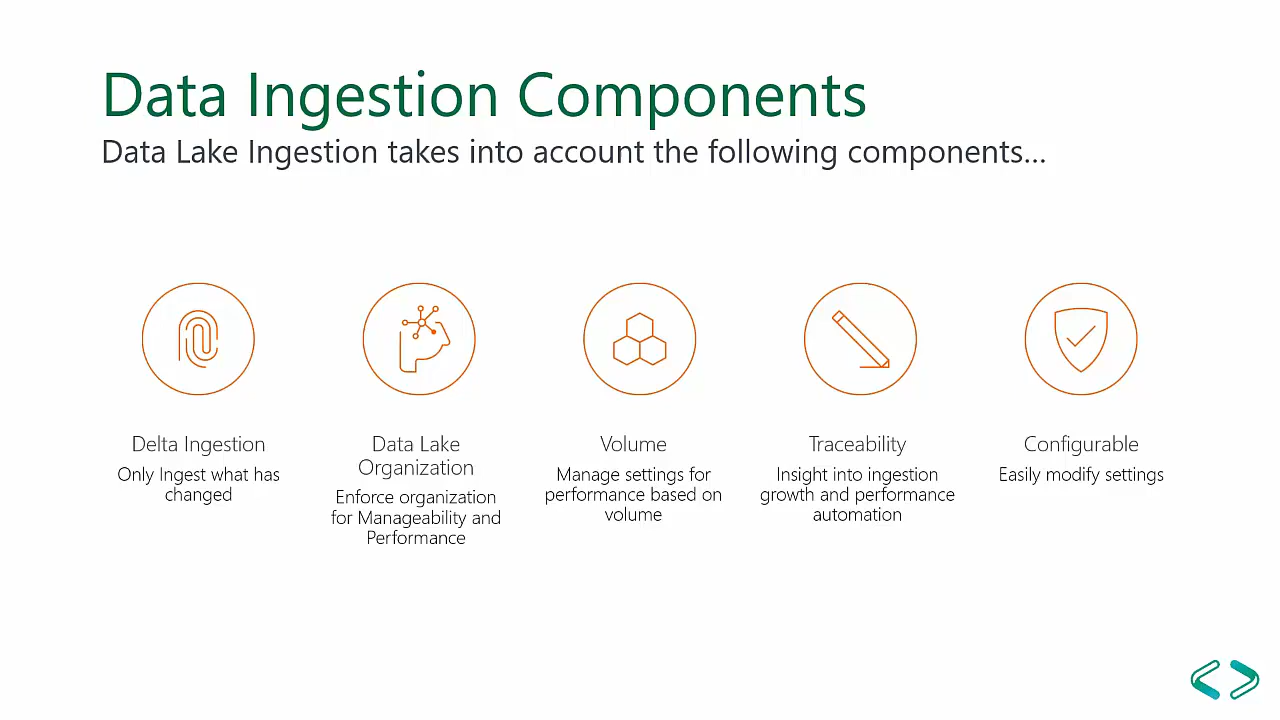 Data Ingestion Components
Data Lake Ingestion takes into account the following components...
Delta Ingestion
Only Ingest what has
changed
Data Lake
Organization
Enforce organization
for Manageability and
Performance
Volume
Manage settings for
performance based on
volume
Traceability
Insight into ingestion
growth and performance
automation
Configurable
Easily modify settings